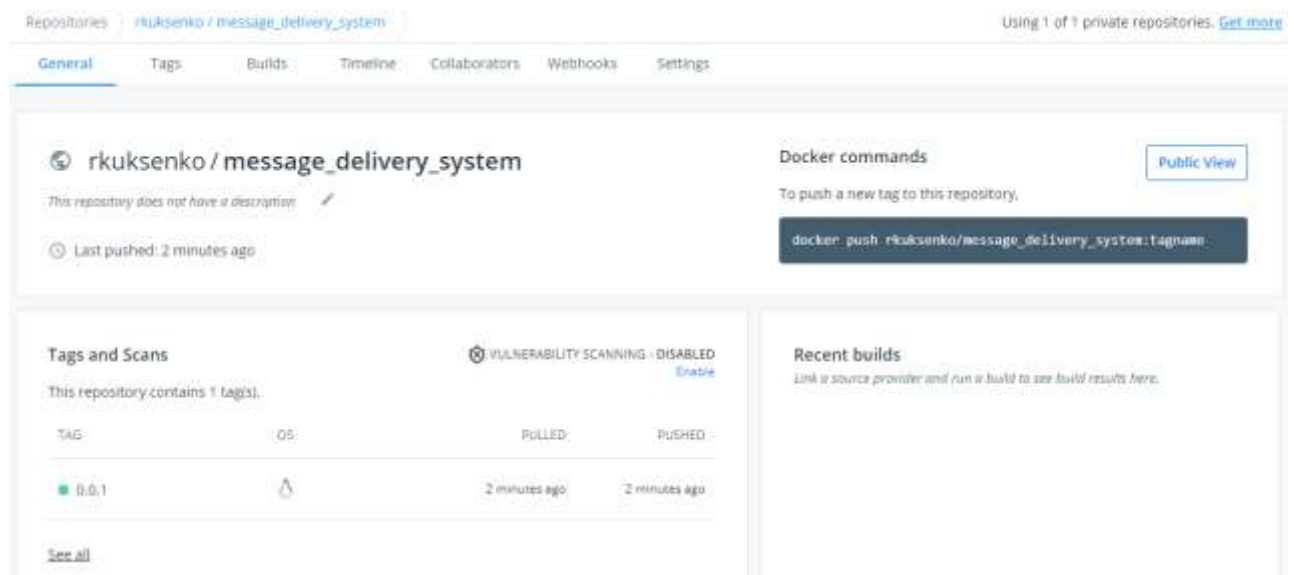 Repositories rkuksenko / message_delivery_system Using 1 of 1 private repositories. Get more
General Tags Builds Timeline Collaborators Webhooks Settings
rkuksenko / message_delivery_system
This repository does not have a description
Last pushed: 2 minutes ago
Docker commands
Public View
To push a new tag to this repository,
docker push rkuksenko/message_delivery_system:tagname
Tags and Scans
VULNERABILITY SCANNING - DISABLED
Enable
This repository contains 1 tag(s).
TAG OS PULLED PUSHED
0.0.1 2 minutes ago 2 minutes ago
See all
Recent builds
Link a source provider and run a build to see build results here.